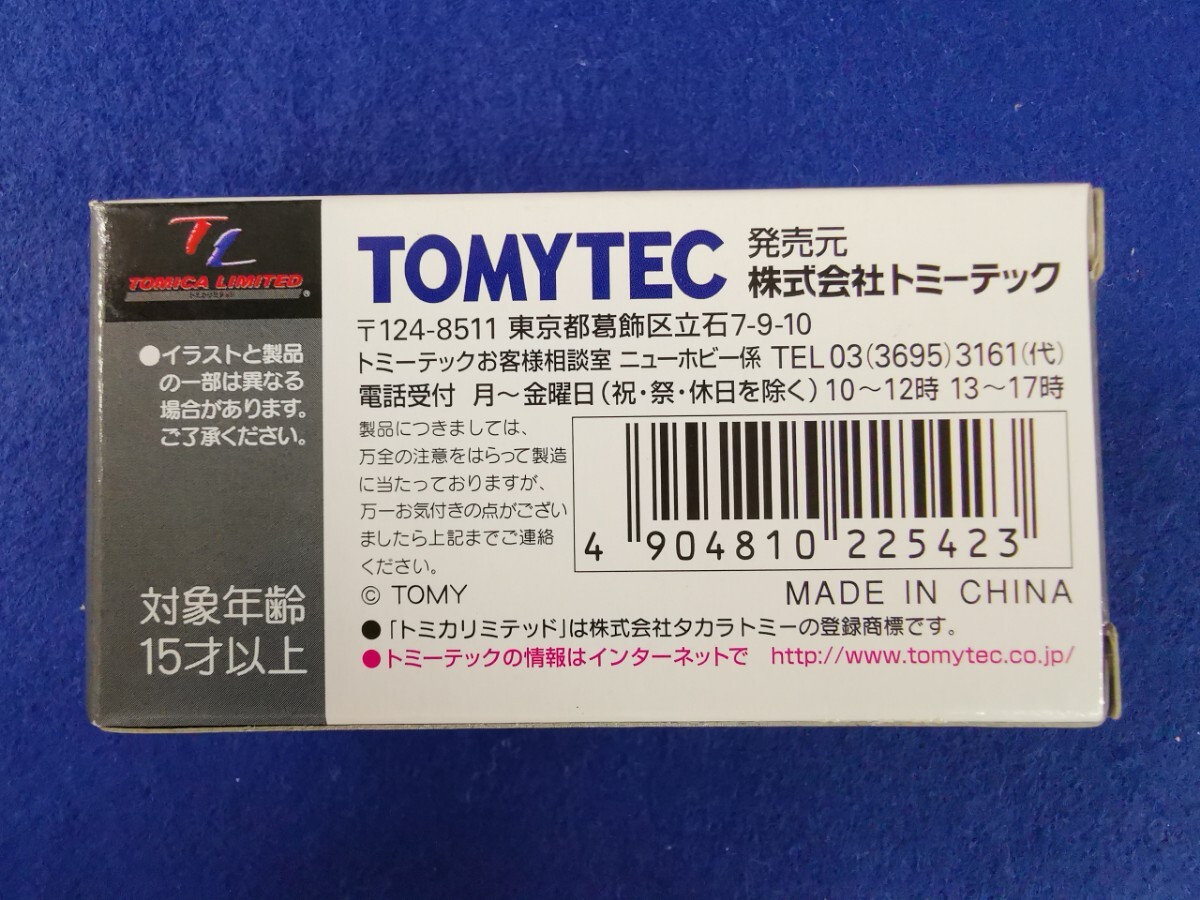 TL
TOMICA LIMITED
トミカリミテッド
®
●イラストと製品
の一部は異なる
場合があります。
ご了承ください。
対象年齢
15才以上
TOMYTEC
発売元
株式会社トミーテック
〒124-8511 東京都葛飾区立石7-9-10
トミーテックお客様相談室 ニューホビー係 TEL 03(3695)3161(代)
電話受付 月〜金曜日(祝・祭・休日を除く)10〜12時 13〜17時
製品につきましては、
万全の注意をはらって製造
に当たっておりますが、
万一お気付きの点がござい
ましたら上記までご連絡
ください。
4 904810 225423
© TOMY
MADE IN CHINA
●「トミカリミテッド」は株式会社タカラトミーの登録商標です。
●トミーテックの情報はインターネットで http://www.tomytec.co.jp/